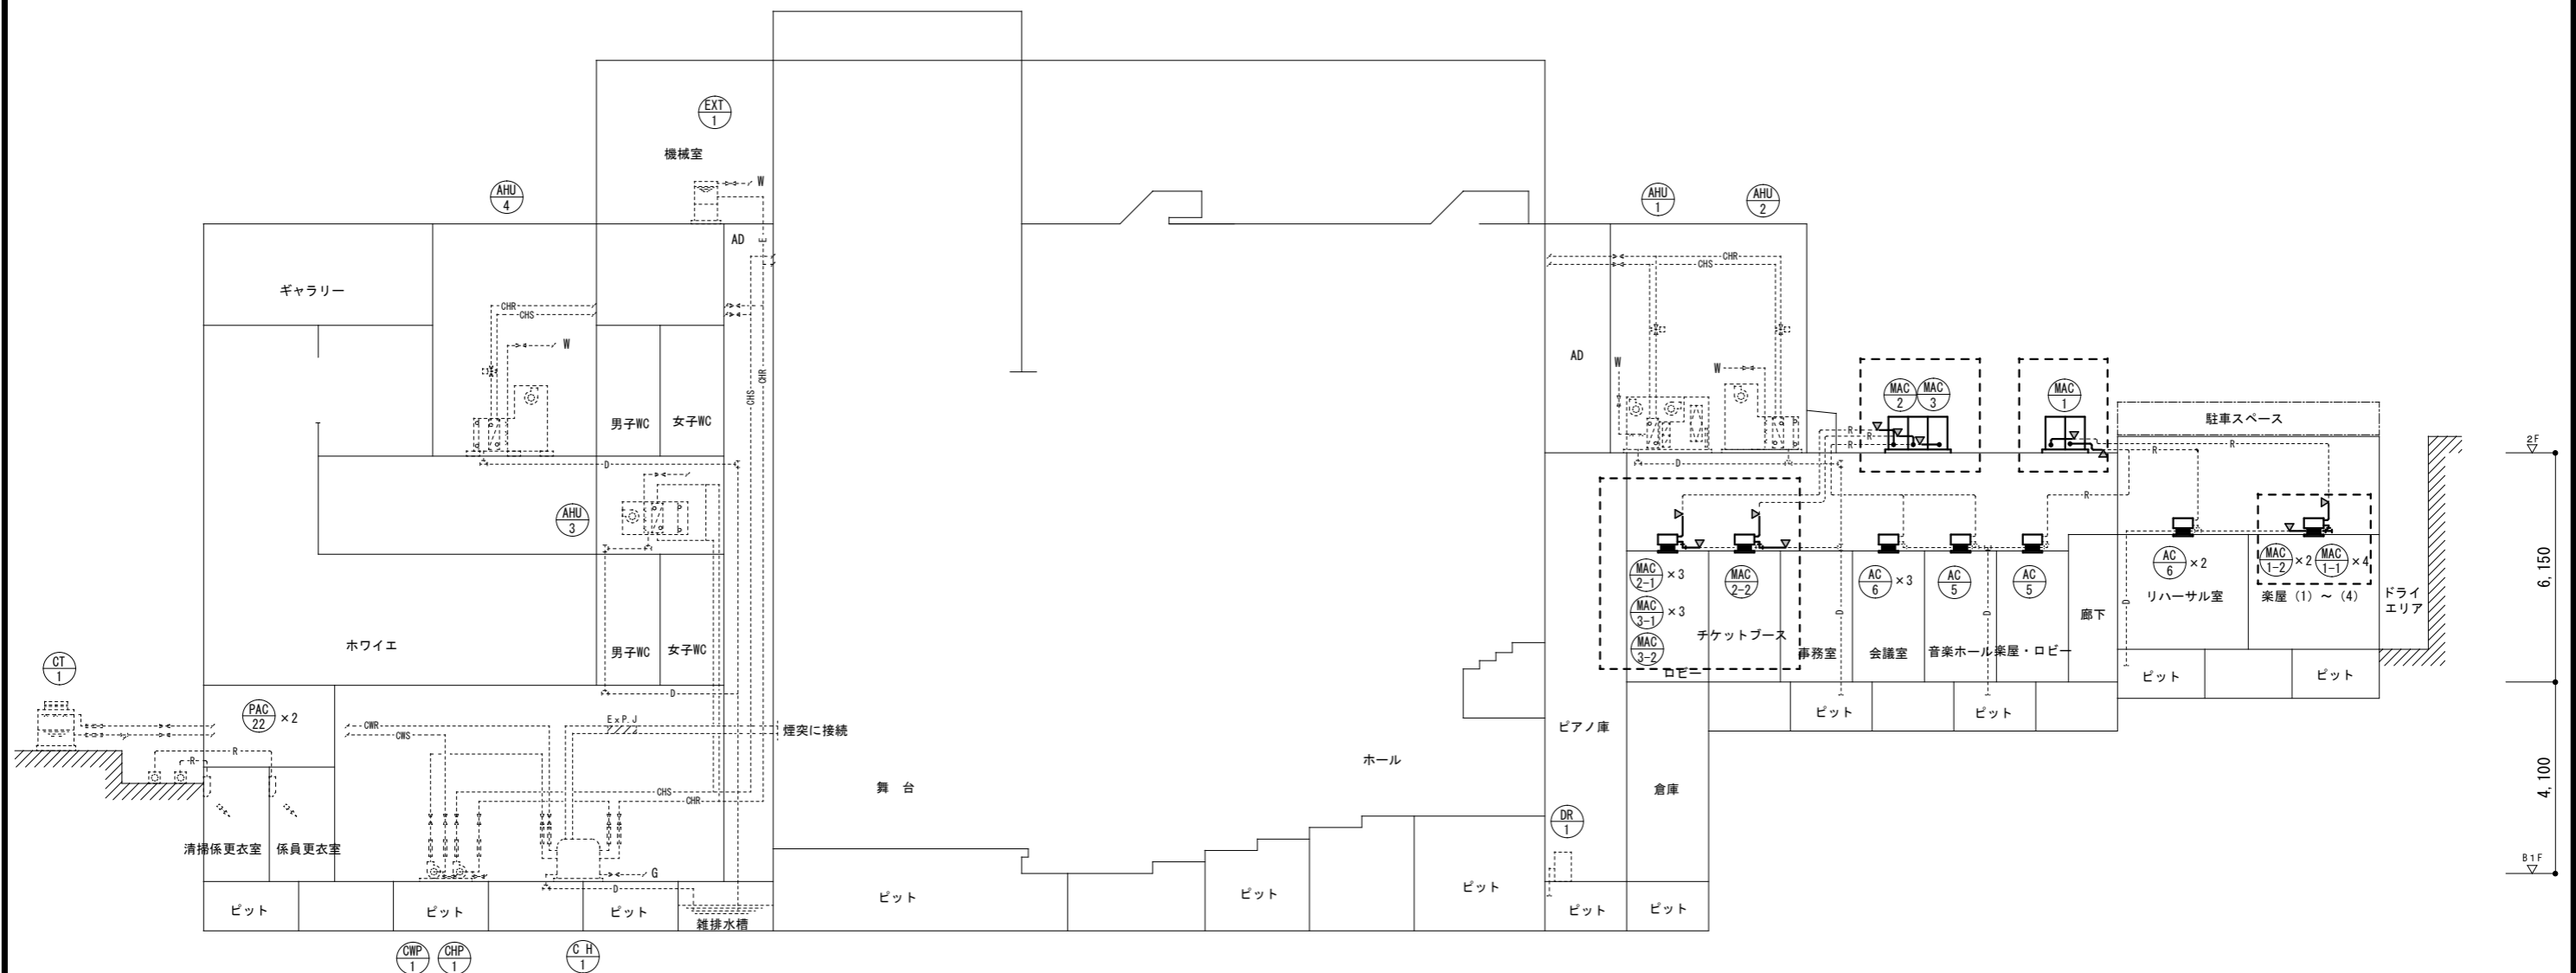 EXT
1
機械室
W
AHU
4
AHU
1
AHU
2
AD
E
CHR
CHS
ギャラリー
CHR
CHS
W
CHS
CHR
AD
W
W
MAC
2
MAC
3
MAC
1
駐車スペース
男子WC
女子WC
R
R
R
R
R
R
2F
D
D
R
AHU
3
MAC
2-1
×3
MAC
2-2
AC
6
×3
AC
5
AC
5
AC
6
×2
MAC
1-2
×2
MAC
1-1
×4
6,150
MAC
3-1
×3
D
D
D
リハーサル室
楽屋（1）～（4）
ドライ
エリア
廊下
チケットブース
MAC
3-2
ホワイエ
男子WC
女子WC
事務室
会議室
音楽ホール
楽屋・ロビー
ロビー
CT
1
ピット
ピット
D
PAC
22
×2
ピット
ピット
CWR
CWS
ExP.J
煙突に接続
ピアノ庫
R
R
ホール
舞　台
CHS
CHR
倉庫
4,100
DR
1
清掃係更衣室
係員更衣室
G
D
B1F
ピット
ピット
ピット
雑排水槽
ピット
ピット
ピット
ピット
ピット
CWP
1
CHP
1
C H
1